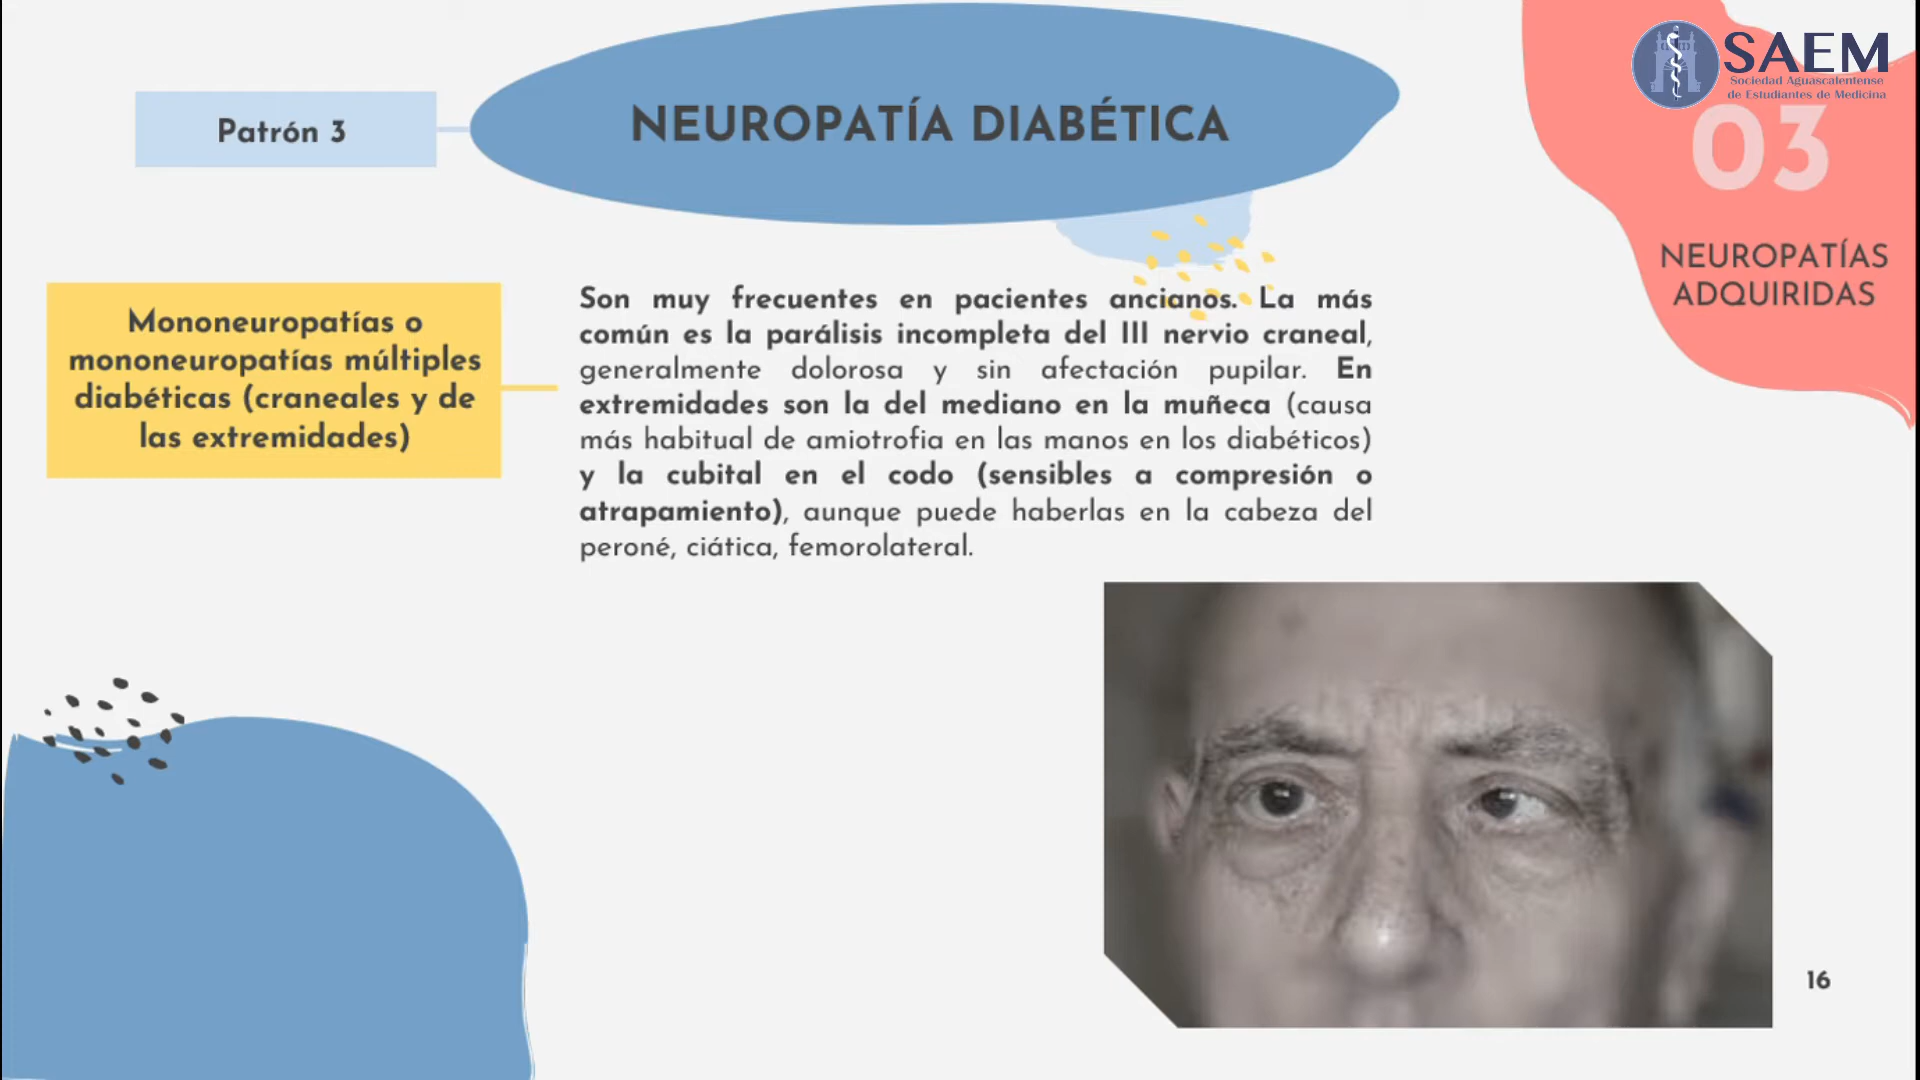 SAEM
Sociedad Aguascalentense
de Estudiantes de Medicina
Patrón 3
NEUROPATÍA DIABÉTICA
03
NEUROPATÍAS
ADQUIRIDAS
Mononeuropatías o
mononeuropatías múltiples
diabéticas (craneales y de
las extremidades)
Son muy frecuentes en pacientes ancianos. La más
común es la parálisis incompleta del III nervio craneal,
generalmente dolorosa y sin afectación pupilar. En
extremidades son la del mediano en la muñeca (causa
más habitual de amiotrofia en las manos en los diabéticos)
y la cubital en el codo (sensibles a compresión o
atrapamiento), aunque puede haberlas en la cabeza del
peroné, ciática, femorolateral.
16